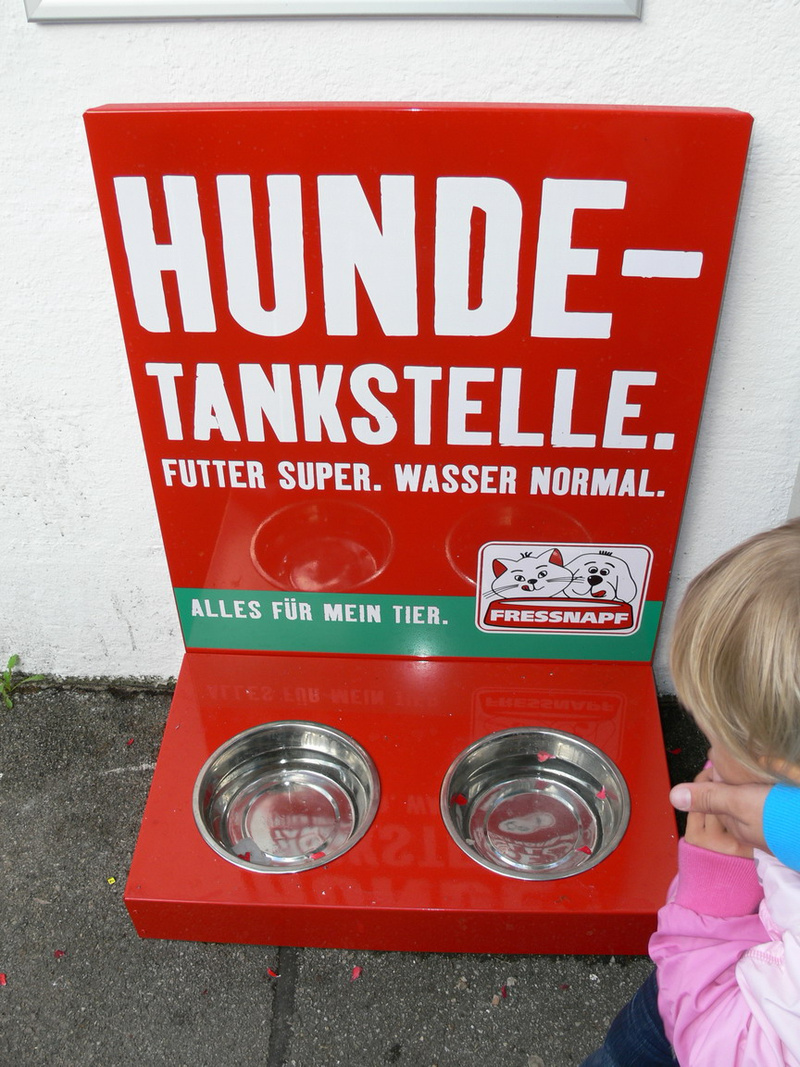 HUNDE-
TANKSTELLE.
FUTTER SUPER. WASSER NORMAL.
ALLES FÜR MEIN TIER.
FRESSNAPF